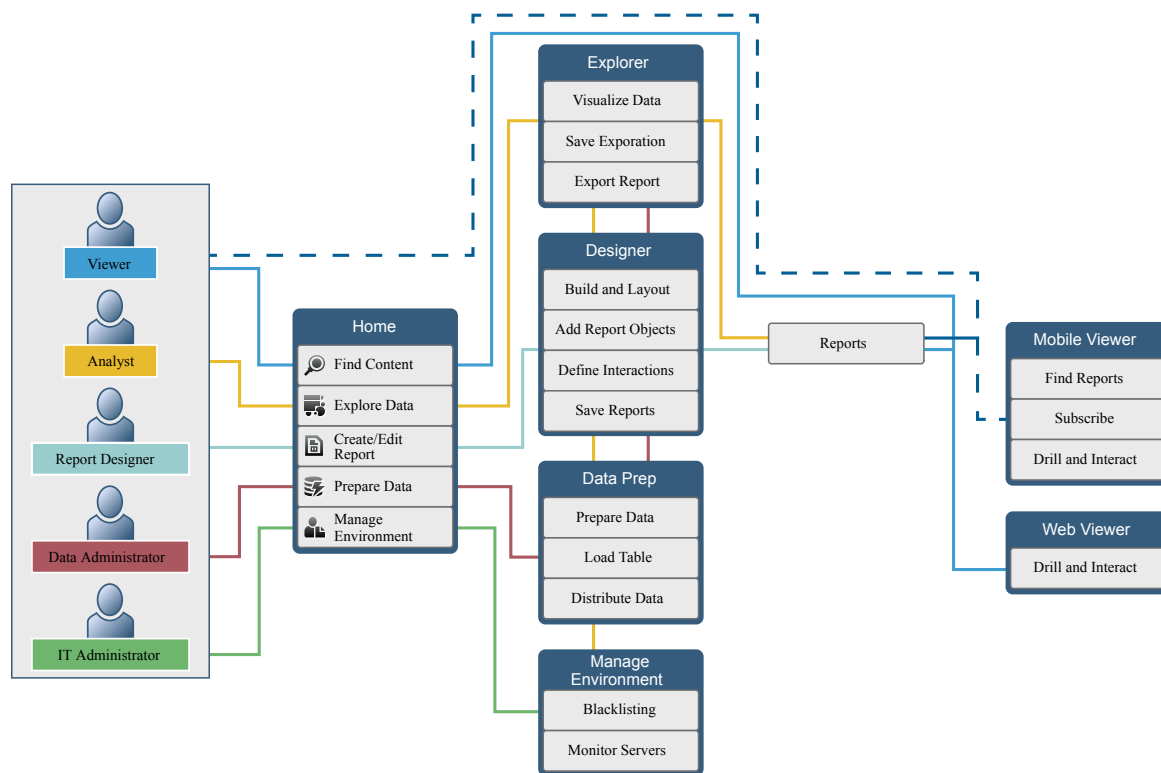 Viewer
Analyst
Report Designer
Data Administrator
IT Administrator
Home
Find Content
Explore Data
Create/Edit
Report
Prepare Data
Manage
Environment
Explorer
Visualize Data
Save Exporation
Export Report
Designer
Build and Layout
Add Report Objects
Define Interactions
Save Reports
Data Prep
Prepare Data
Load Table
Distribute Data
Manage
Environment
Blacklisting
Monitor Servers
Reports
Mobile Viewer
Find Reports
Subscribe
Drill and Interact
Web Viewer
Drill and Interact